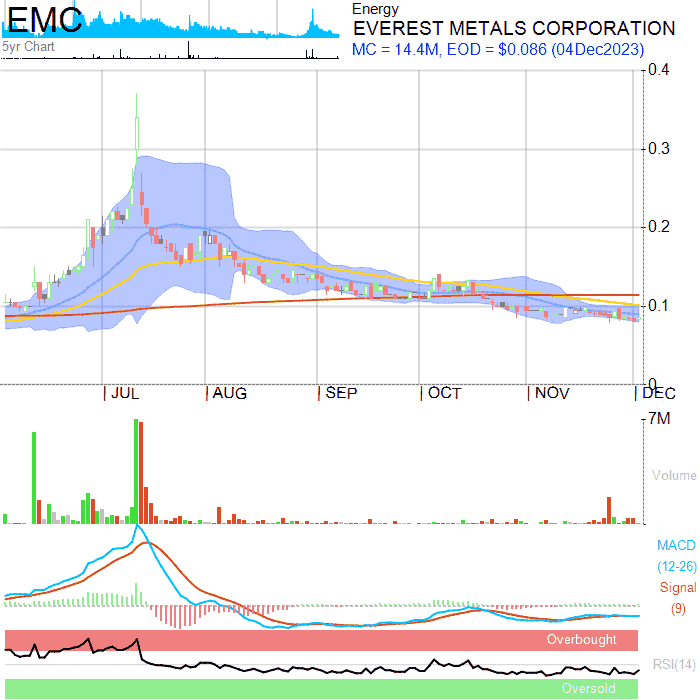 EMC
5yr Chart
Energy
EVEREST METALS CORPORATION
MC = 14.4M, EOD = $0.086 (04Dec2023)
0.4
0.3
0.2
0.1
0
JUL AUG SEP OCT NOV DEC
7M
Volume
MACD
(12-26)
Signal
(9)
Overbought
RSI(14)
Oversold